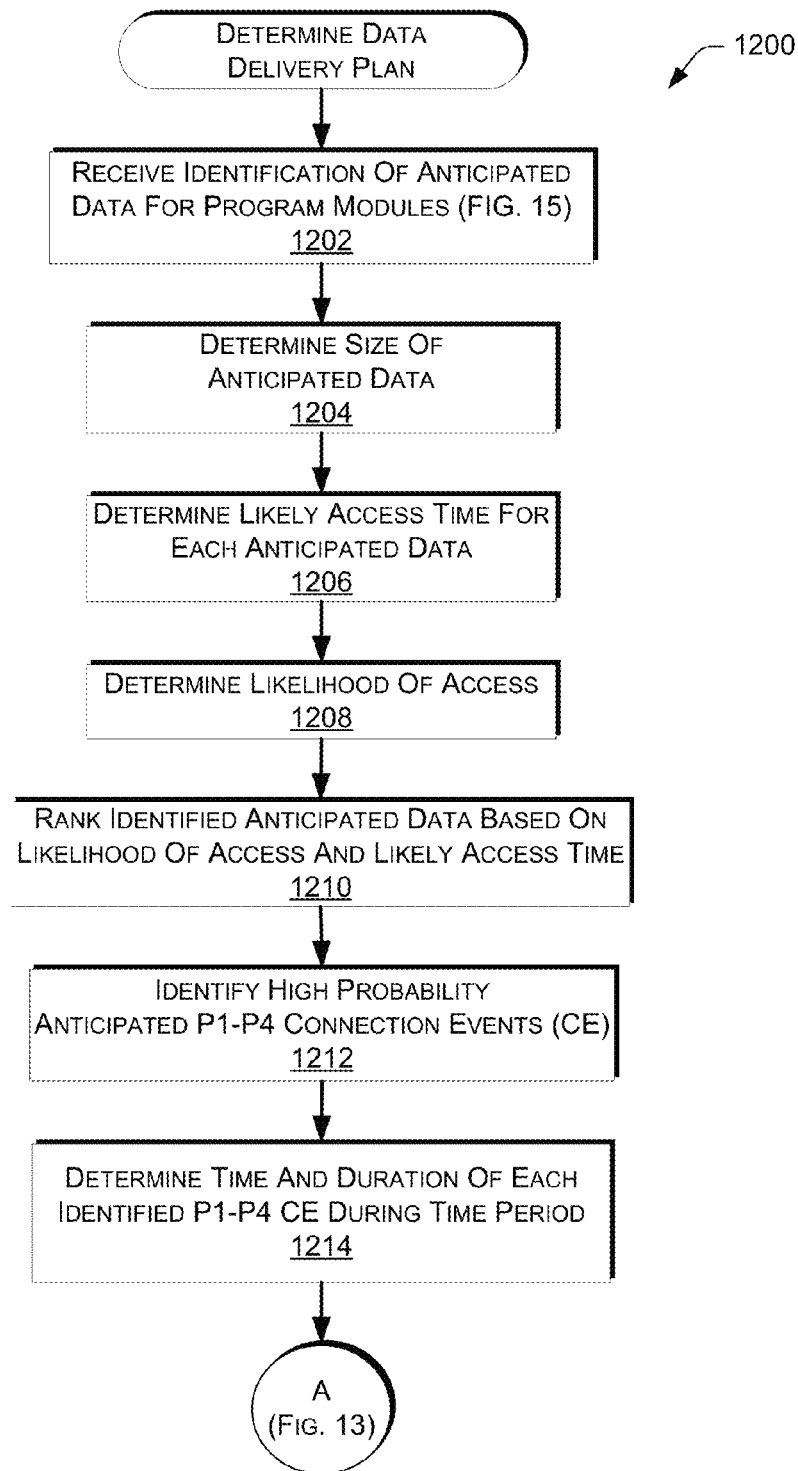 DETERMINE DATA
DELIVERY PLAN
1200
RECEIVE IDENTIFICATION OF ANTICIPATED
DATA FOR PROGRAM MODULES (FIG. 15)
1202
DETERMINE SIZE OF
ANTICIPATED DATA
1204
DETERMINE LIKELY ACCESS TIME FOR
EACH ANTICIPATED DATA
1206
DETERMINE LIKELIHOOD OF ACCESS
1208
RANK IDENTIFIED ANTICIPATED DATA BASED ON
LIKELIHOOD OF ACCESS AND LIKELY ACCESS TIME
1210
IDENTIFY HIGH PROBABILITY
ANTICIPATED P1-P4 CONNECTION EVENTS (CE)
1212
DETERMINE TIME AND DURATION OF EACH
IDENTIFIED P1-P4 CE DURING TIME PERIOD
1214
A
(FIG. 13)